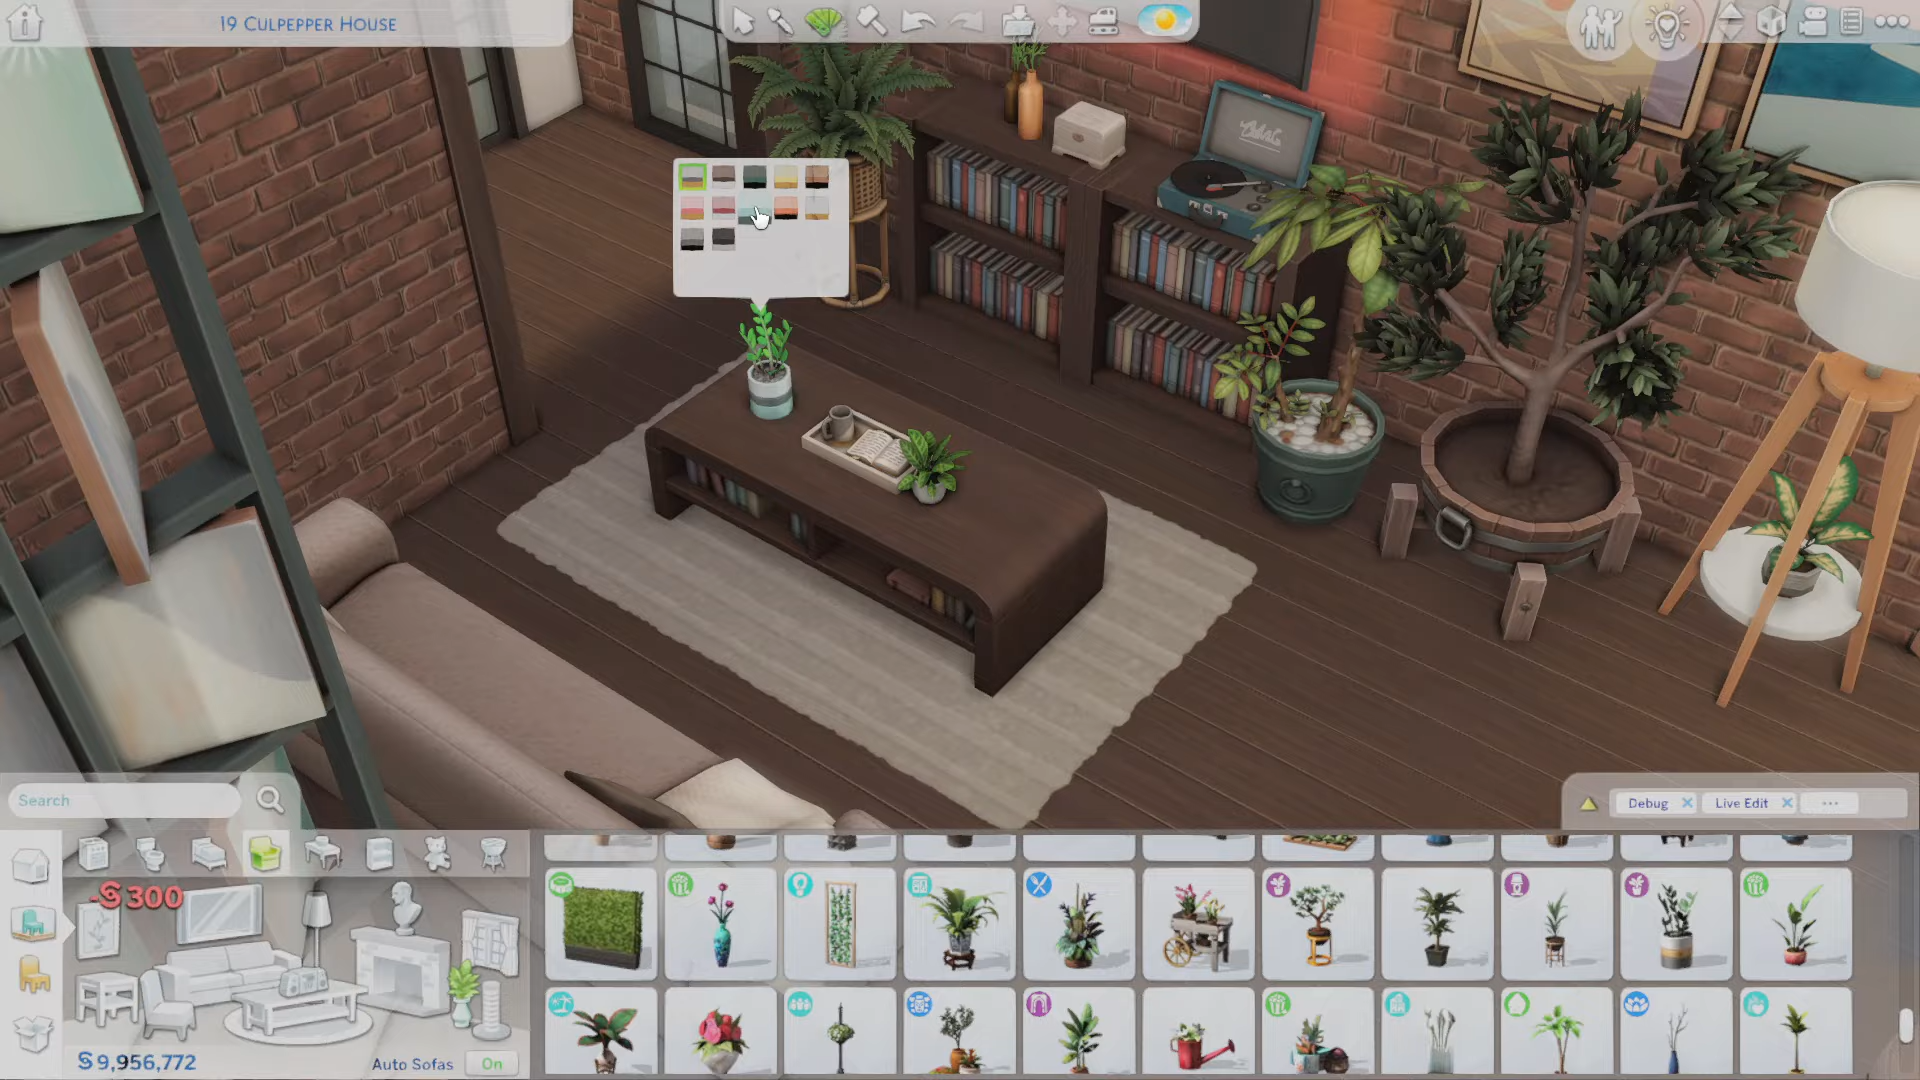 19 CULPEPPER HOUSE
Search
Debug
Live Edit
...
-§300
§9,956,772
Auto Sofas
On